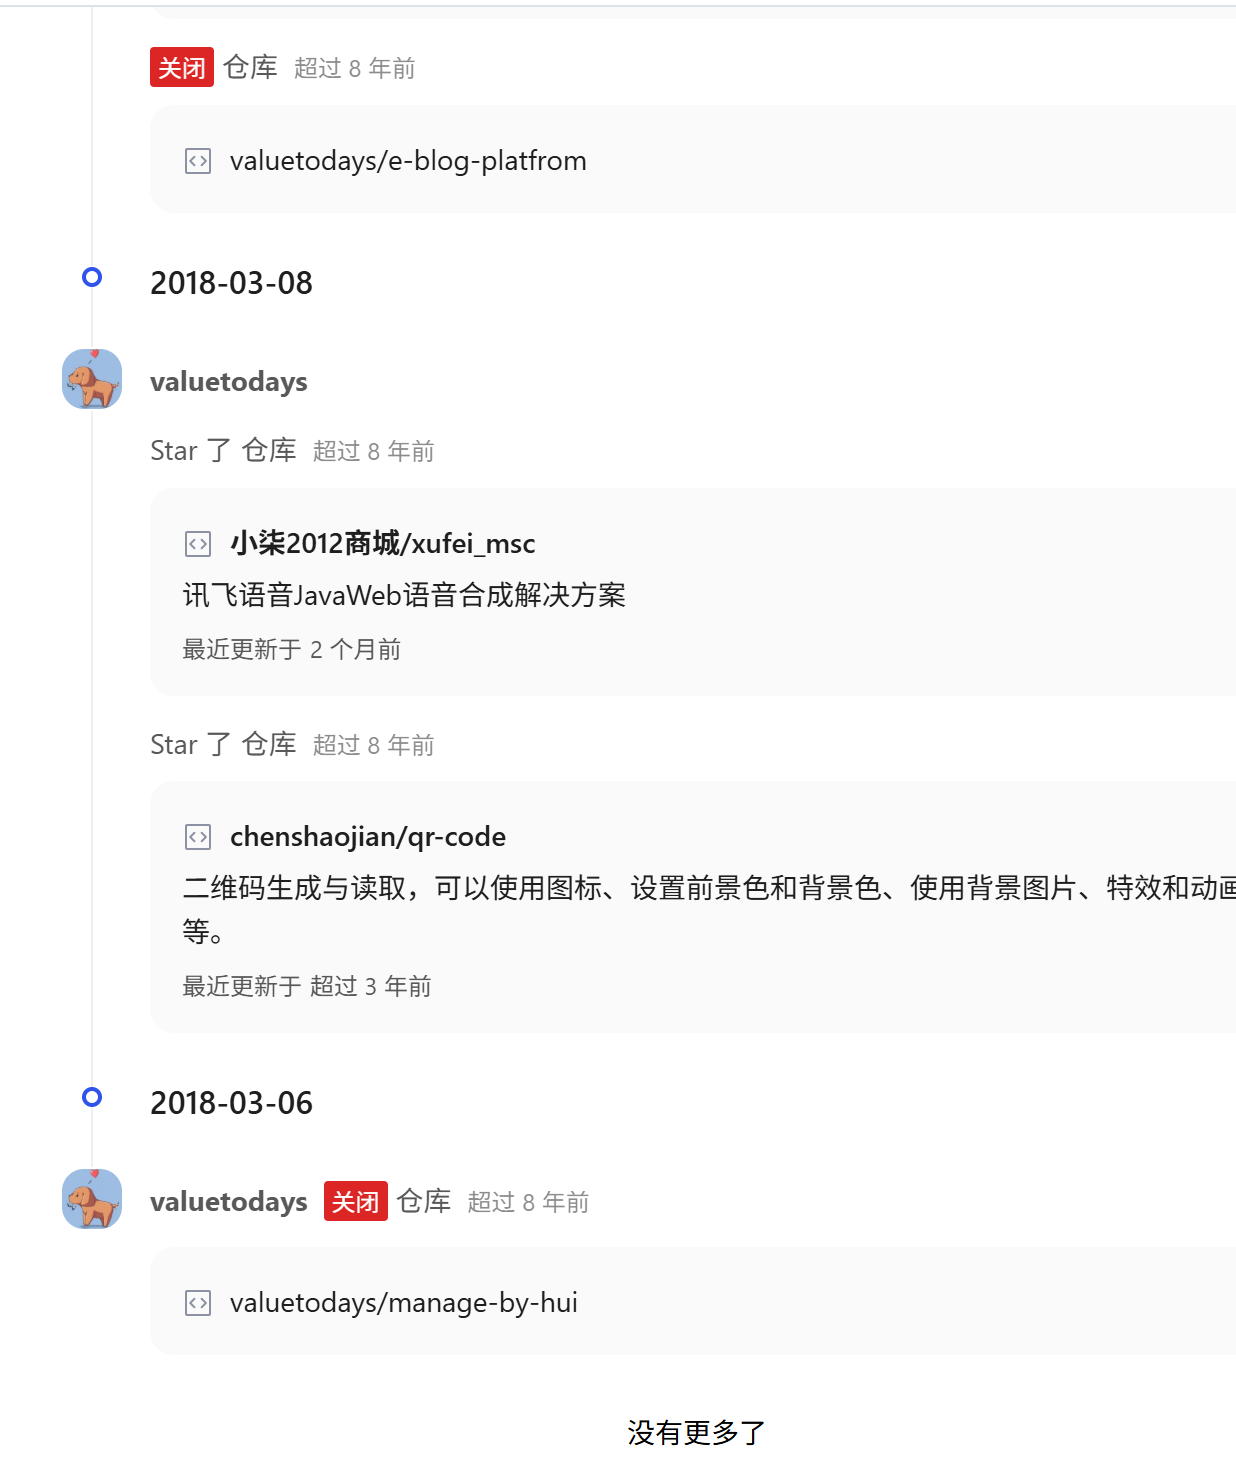 关闭 仓库 超过 8 年前
valuetodays/e-blog-platfrom
2018-03-08
valuetodays
Star 了 仓库 超过 8 年前
小柒2012商城/xufei_msc
讯飞语音JavaWeb语音合成解决方案
最近更新于 2 个月前
Star 了 仓库 超过 8 年前
chenshaojian/qr-code
二维码生成与读取，可以使用图标、设置前景色和背景色、使用背景图片、特效和动画
等。
最近更新于 超过 3 年前
2018-03-06
valuetodays 关闭 仓库 超过 8 年前
valuetodays/manage-by-hui
没有更多了